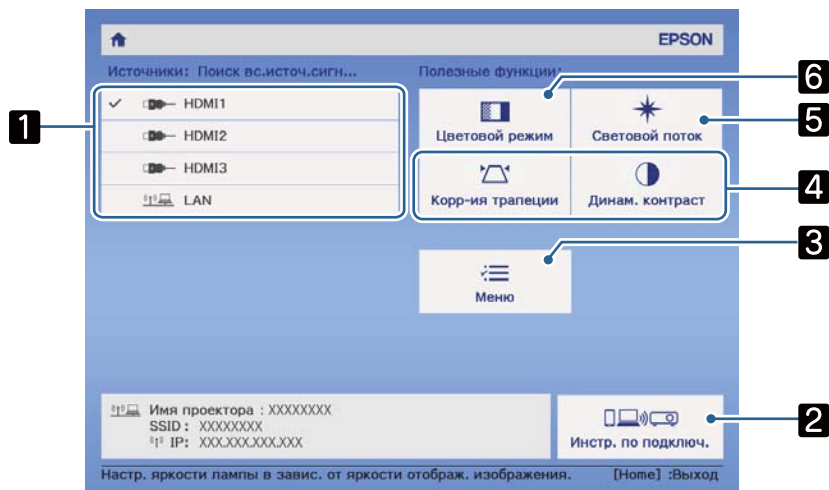 EPSON
Источники: Поиск вс.источ.сигн...
Полезные функции:
HDMI1
HDMI2
HDMI3
LAN
Цветовой режим
Световой поток
Корр-ия трапеции
Динам. контраст
Меню
Имя проектора : XXXXXXXX
SSID : XXXXXXXX
IP: XXX.XXX.XXX.XXX
Инстр. по подключ.
Настр. яркости лампы в завис. от яркости отображ. изображения.
[Home] :Выход
1
6
5
4
3
2